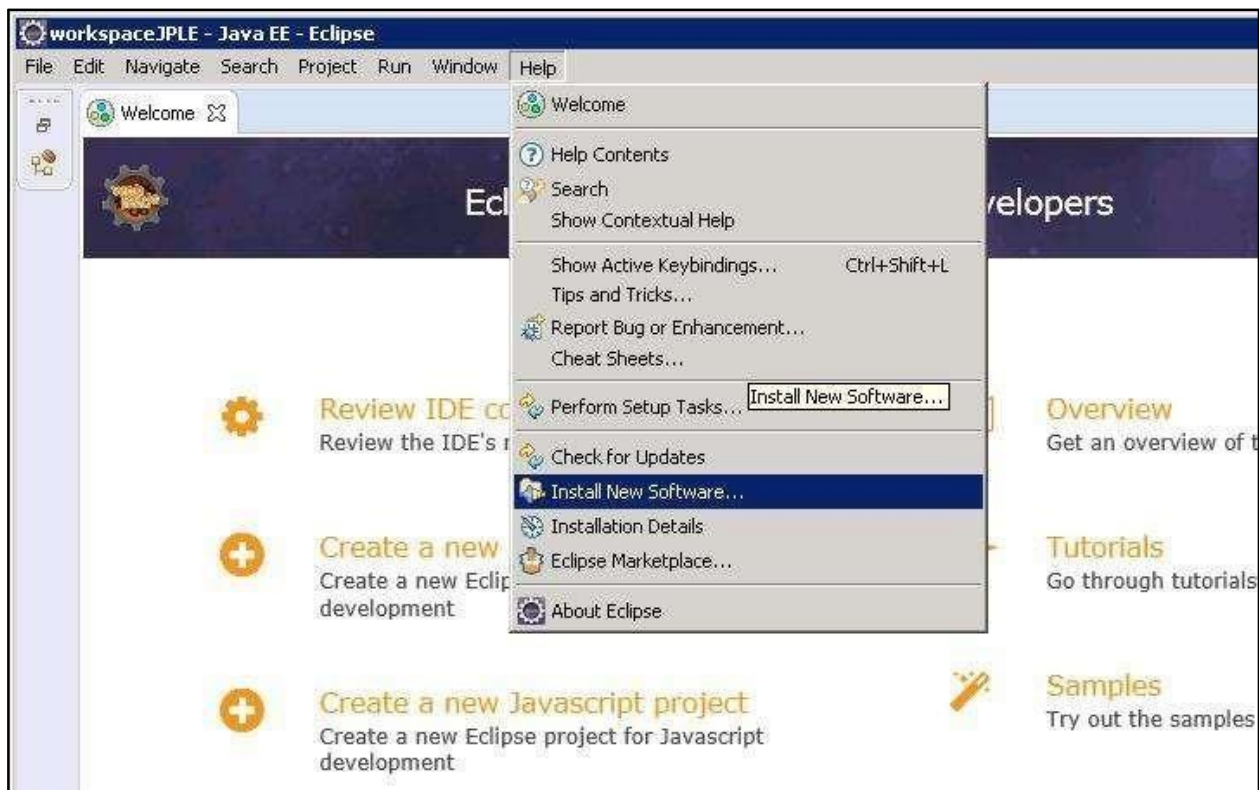 workspaceJPLE - Java EE - Eclipse
File Edit Navigate Search Project Run Window Help
Welcome
Welcome
Help Contents
Search
Show Contextual Help
Show Active Keybindings... Ctrl+Shift+L
Tips and Tricks...
Report Bug or Enhancement...
Cheat Sheets...
Perform Setup Tasks...
Install New Software...
Check for Updates
Install New Software...
Installation Details
Eclipse Marketplace...
About Eclipse
Ecl
velopers
Review IDE co
Review the IDE's
Create a new
Create a new Eclip
development
Create a new Javascript project
Create a new Eclipse project for Javascript
development
Overview
Get an overview of t
Tutorials
Go through tutorials
Samples
Try out the samples